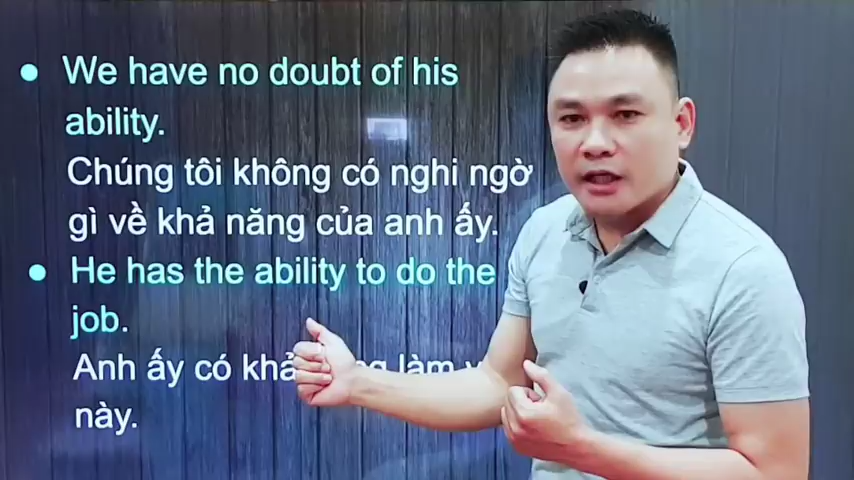 We have no doubt of his
ability.
Chúng tôi không có nghi ngờ
gì về khả năng của anh ấy.
He has the ability to do the
job.
Anh ấy có khả làm
này.